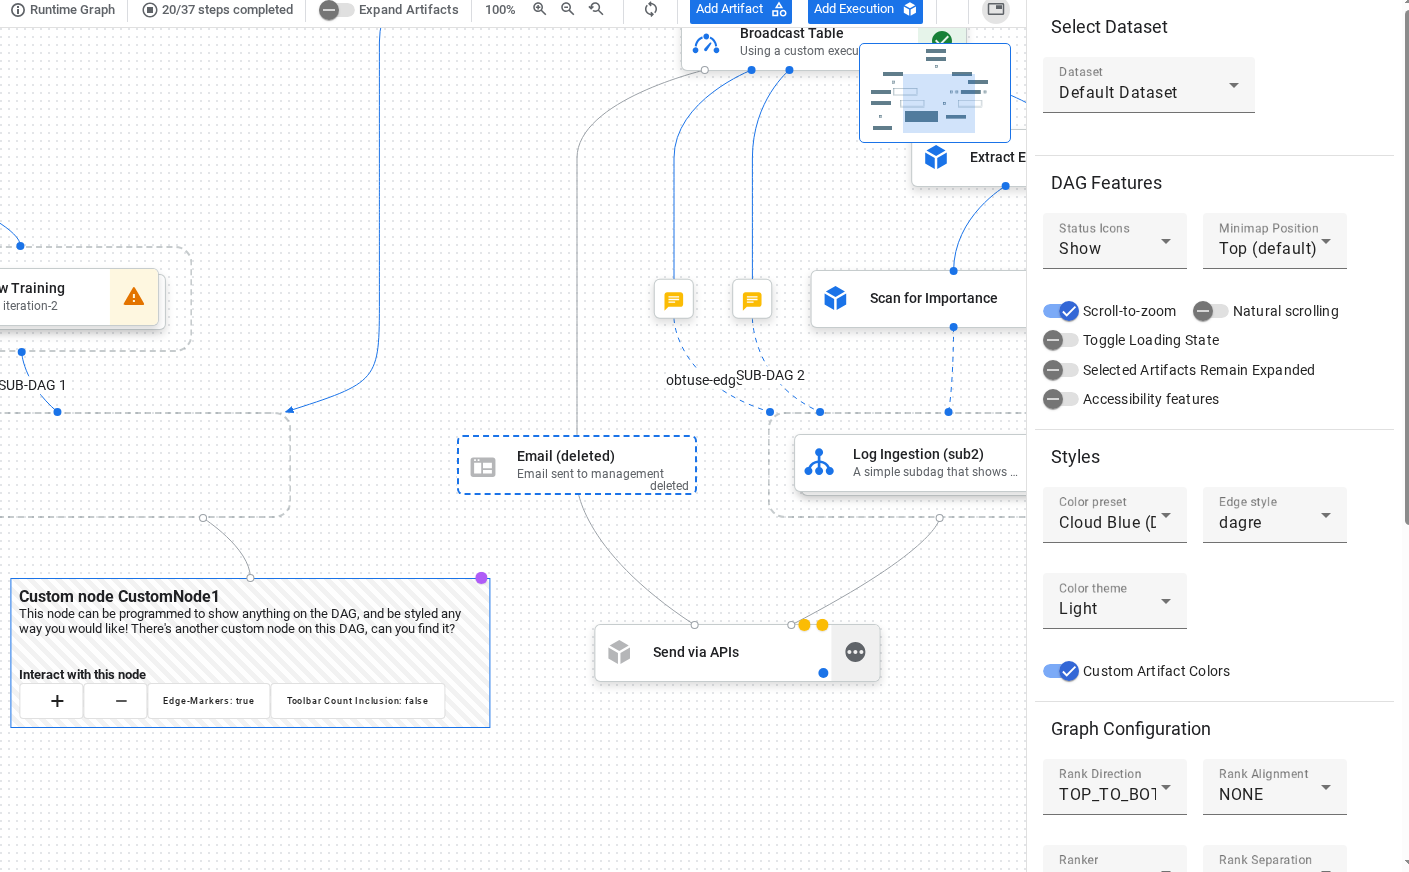 Runtime Graph
20/37 steps completed
Expand Artifacts
100%
Add Artifact
Add Execution
Broadcast Table
Using a custom execu
Extract E
w Training
iteration-2
Scan for Importance
SUB-DAG 1
obtuse-edge
SUB-DAG 2
Email (deleted)
Email sent to management
deleted
Log Ingestion (sub2)
A simple subdag that shows ...
Custom node CustomNode1
This node can be programmed to show anything on the DAG, and be styled any
way you would like! There's another custom node on this DAG, can you find it?
Interact with this node
+
−
Edge-Markers: true
Toolbar Count Inclusion: false
Send via APIs
Select Dataset
Dataset
Default Dataset
DAG Features
Status Icons
Show
Minimap Position
Top (default)
Scroll-to-zoom
Natural scrolling
Toggle Loading State
Selected Artifacts Remain Expanded
Accessibility features
Styles
Color preset
Cloud Blue (D
Edge style
dagre
Color theme
Light
Custom Artifact Colors
Graph Configuration
Rank Direction
TOP_TO_BOT
Rank Alignment
NONE
Ranker
Rank Separation